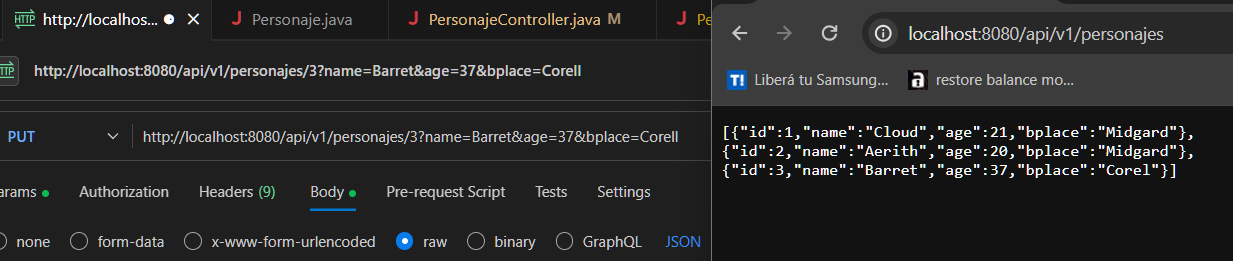 HTTP http://localhos...
Personaje.java
PersonajeController.java M
Pe
HTTP http://localhost:8080/api/v1/personajes/3?name=Barret&age=37&bplace=Corell
PUT http://localhost:8080/api/v1/personajes/3?name=Barret&age=37&bplace=Corell
arams Authorization Headers (9) Body Pre-request Script Tests Settings
none form-data x-www-form-urlencoded raw binary GraphQL JSON
localhost:8080/api/v1/personajes
T! Liberá tu Samsung...
a restore balance mo...
[{"id":1,"name":"Cloud","age":21,"bplace":"Midgard"},
{"id":2,"name":"Aerith","age":20,"bplace":"Midgard"},
{"id":3,"name":"Barret","age":37,"bplace":"Corel"}]